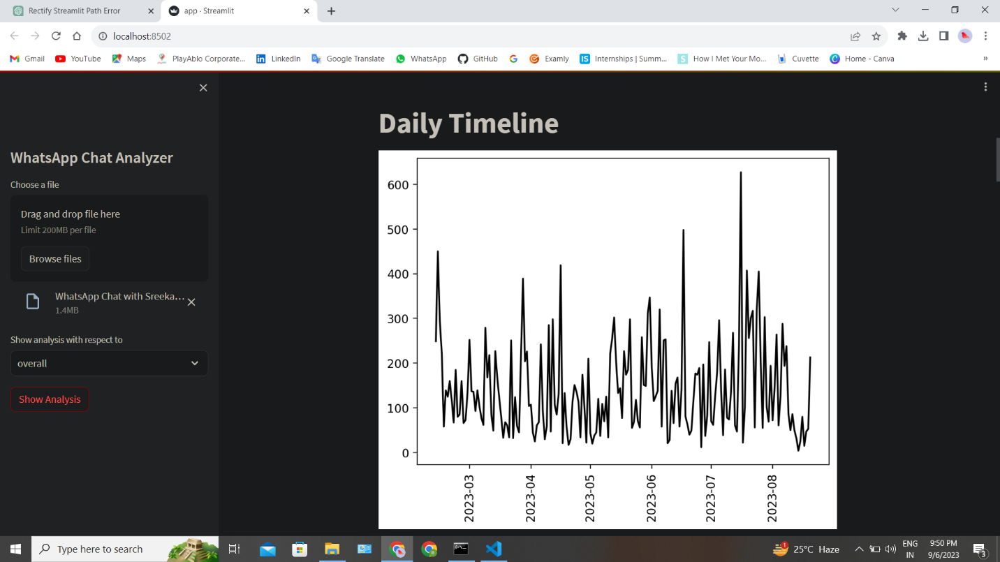 Rectify Streamlit Path Error
app · Streamlit
localhost:8502
Gmail
YouTube
Maps
PlayAblo Corporate...
LinkedIn
Google Translate
WhatsApp
GitHub
Examly
Internships | Summ...
How I Met Your Mo...
Cuvette
Home - Canva
»
WhatsApp Chat Analyzer
Choose a file
Drag and drop file here
Limit 200MB per file
Browse files
WhatsApp Chat with Sreeka...
1.4MB
Show analysis with respect to
overall
Show Analysis
Daily Timeline
600
500
400
300
200
100
0
2023-03
2023-04
2023-05
2023-06
2023-07
2023-08
Type here to search
1
25°C Haze
ENG
IN
9:50 PM
9/6/2023
3